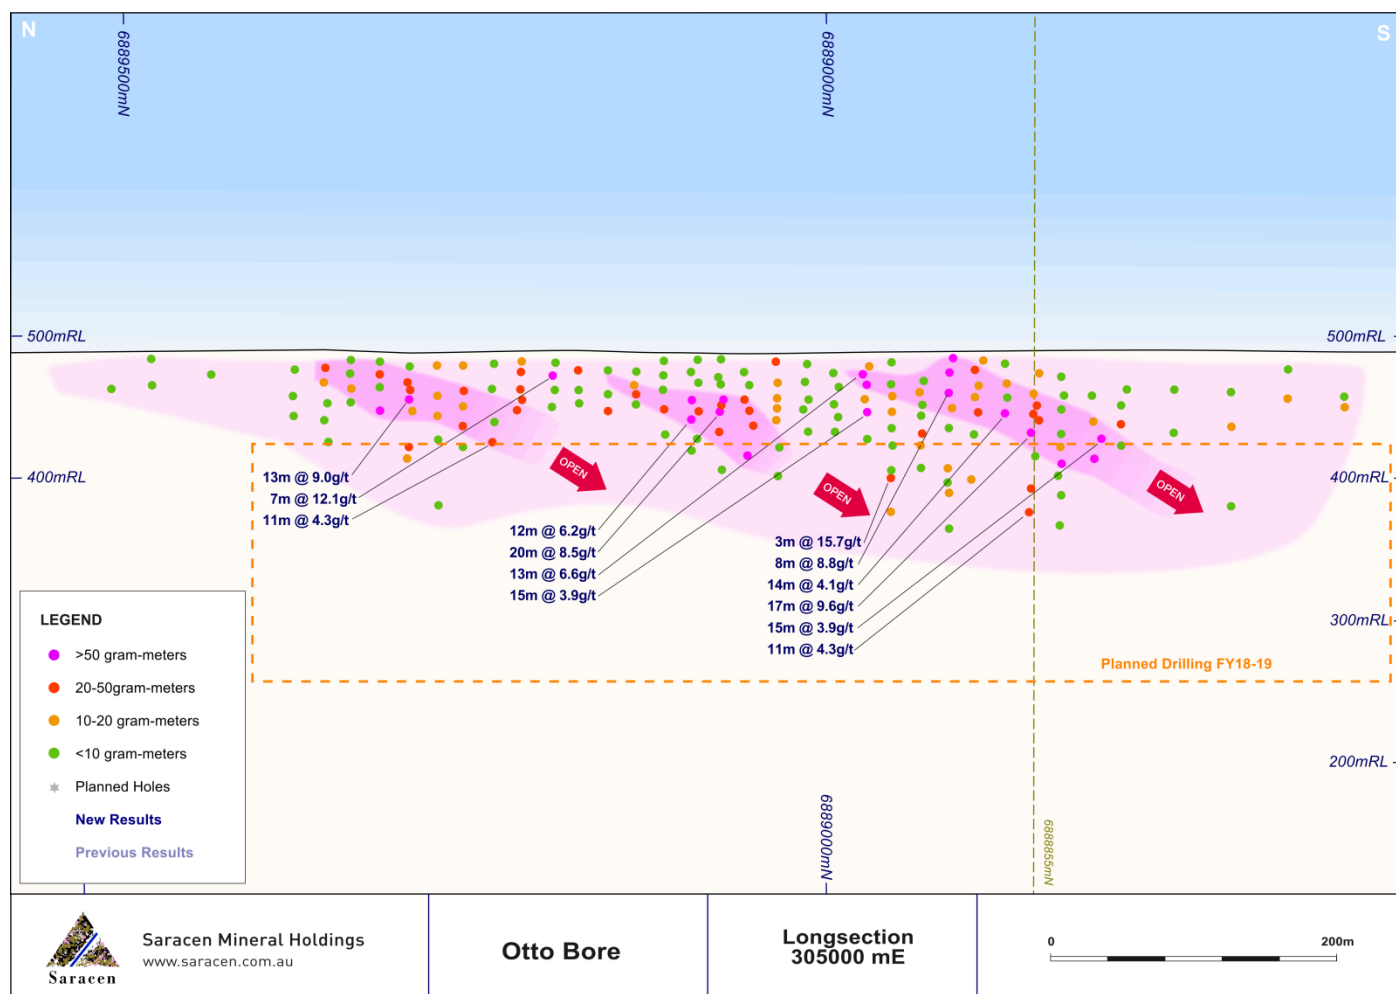 N
S
6889500mN
6889000mN
500mRL
500mRL
400mRL
400mRL
OPEN
OPEN
OPEN
13m @ 9.0g/t
7m @ 12.1g/t
11m @ 4.3g/t
12m @ 6.2g/t
20m @ 8.5g/t
13m @ 6.6g/t
15m @ 3.9g/t
3m @ 15.7g/t
8m @ 8.8g/t
14m @ 4.1g/t
17m @ 9.6g/t
15m @ 3.9g/t
11m @ 4.3g/t
300mRL
Planned Drilling FY18-19
200mRL
LEGEND
>50 gram-meters
20-50gram-meters
10-20 gram-meters
<10 gram-meters
Planned Holes
New Results
Previous Results
6889000mN
6888855mN
Saracen
Saracen Mineral Holdings
www.saracen.com.au
Otto Bore
Longsection
305000 mE
0
200m